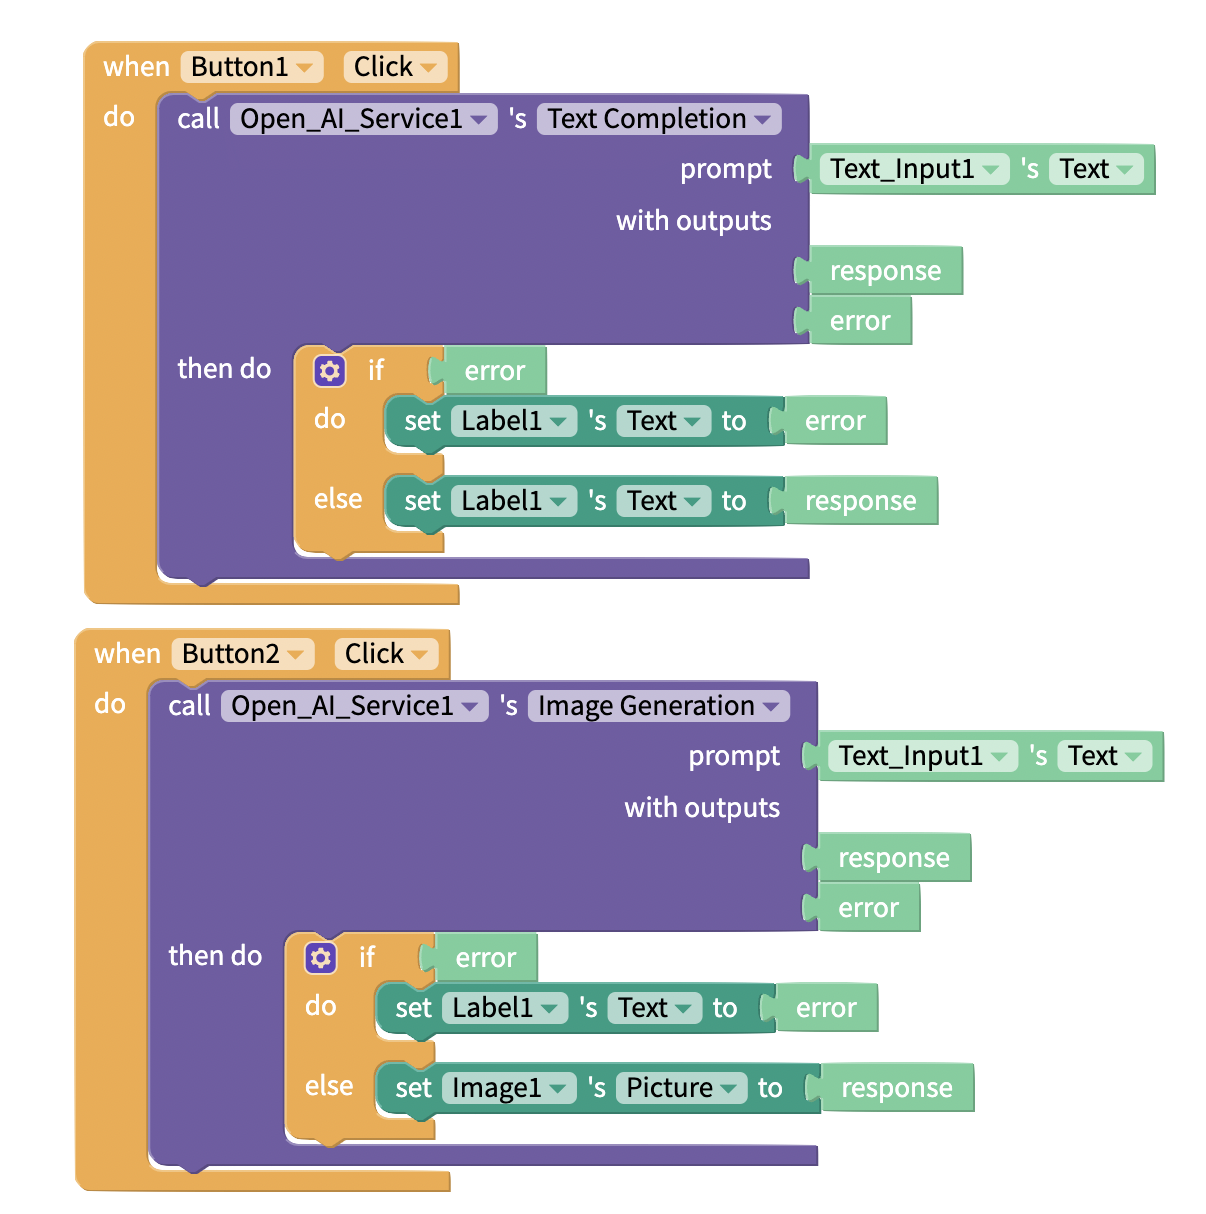 when Button1 Click
do call Open_AI_Service1 's Text Completion
prompt Text_Input1 's Text
with outputs
response
error
then do if error
do set Label1 's Text to error
else set Label1 's Text to response
when Button2 Click
do call Open_AI_Service1 's Image Generation
prompt Text_Input1 's Text
with outputs
response
error
then do if error
do set Label1 's Text to error
else set Image1 's Picture to response